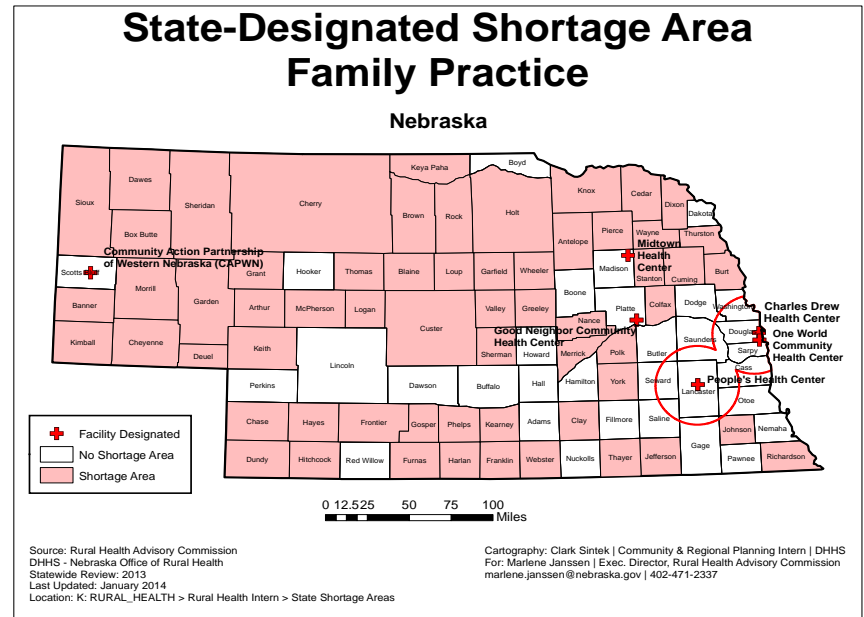 State-Designated Shortage Area
Family Practice
Nebraska
Keya Paha
Boyd
Dawes
Sioux
Sheridan
Cherry
Knox
Cedar
Dixon
Dakota
Brown
Rock
Holt
Box Butte
Antelope
Pierce
Wayne
Thurston
Community Action Partnership
of Western Nebraska (CAPWN)
Midtown
Health
Center
Scotts Bluff
Grant
Hooker
Thomas
Blaine
Loup
Garfield
Wheeler
Madison
Stanton
Cuming
Burt
Morrill
Garden
Boone
Banner
Arthur
McPherson
Logan
Valley
Greeley
Platte
Colfax
Dodge
Washington
Charles Drew
Health Center
Kimball
Cheyenne
Deuel
Keith
Custer
Nance
Good Neighbor Community
Health Center
Douglas
One World
Community
Health Center
Sherman
Howard
Merrick
Polk
Butler
Saunders
Sarpy
Lincoln
Cass
Perkins
Dawson
Buffalo
Hall
Hamilton
York
Seward
Lancaster
People's Health Center
Otoe
Chase
Hayes
Frontier
Gosper
Phelps
Kearney
Adams
Clay
Fillmore
Saline
Johnson
Nemaha
Gage
Dundy
Hitchcock
Red Willow
Furnas
Harlan
Franklin
Webster
Nuckolls
Thayer
Jefferson
Pawnee
Richardson
Facility Designated
No Shortage Area
Shortage Area
0 12.525 50 75 100
Miles
Source: Rural Health Advisory Commission
DHHS - Nebraska Office of Rural Health
Statewide Review: 2013
Last Updated: January 2014
Location: K: RURAL_HEALTH > Rural Health Intern > State Shortage Areas
Cartography: Clark Sintek | Community & Regional Planning Intern | DHHS
For: Marlene Janssen | Exec. Director, Rural Health Advisory Commission
marlene.janssen@nebraska.gov | 402-471-2337